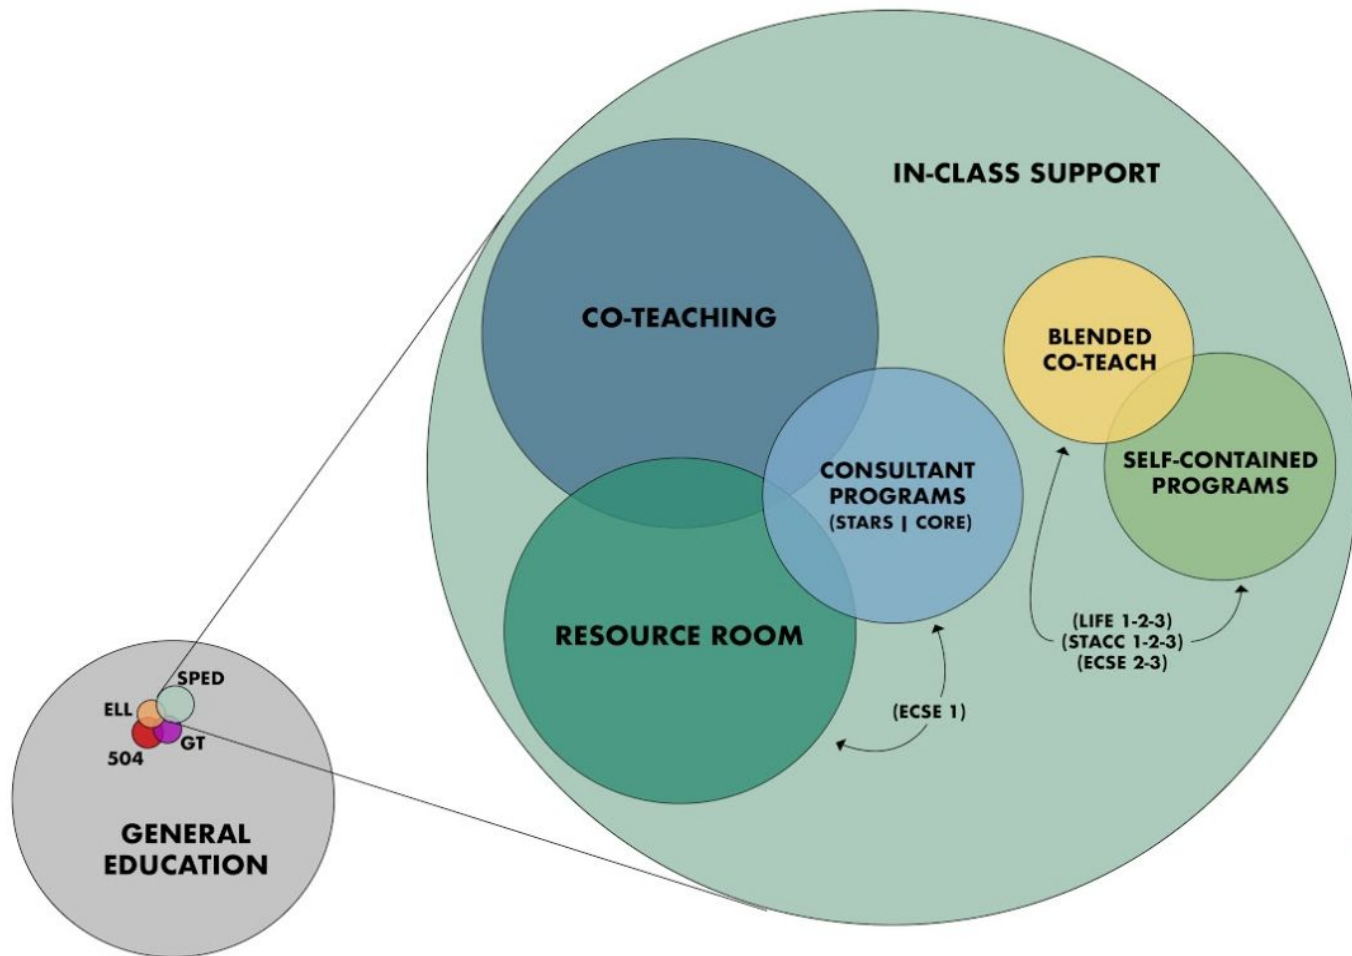 IN-CLASS SUPPORT
CO-TEACHING
BLENDED
CO-TEACH
CONSULTANT
PROGRAMS
(STARS | CORE)
SELF-CONTAINED
PROGRAMS
RESOURCE ROOM
(LIFE 1-2-3)
(STACC 1-2-3)
(ECSE 2-3)
(ECSE 1)
SPED
ELL
GT
504
GENERAL
EDUCATION